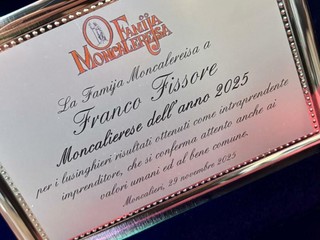 FAMIJA
MONCALEREISA
La Famija Moncalereisa a
Franco Fissore
Moncalierese dell'anno 2025
per i lusinghieri risultati ottenuti come intraprendente
imprenditore, che si conferma attento anche ai
valori umani ed al bene comune.
Moncalieri, 29 novembre 2025